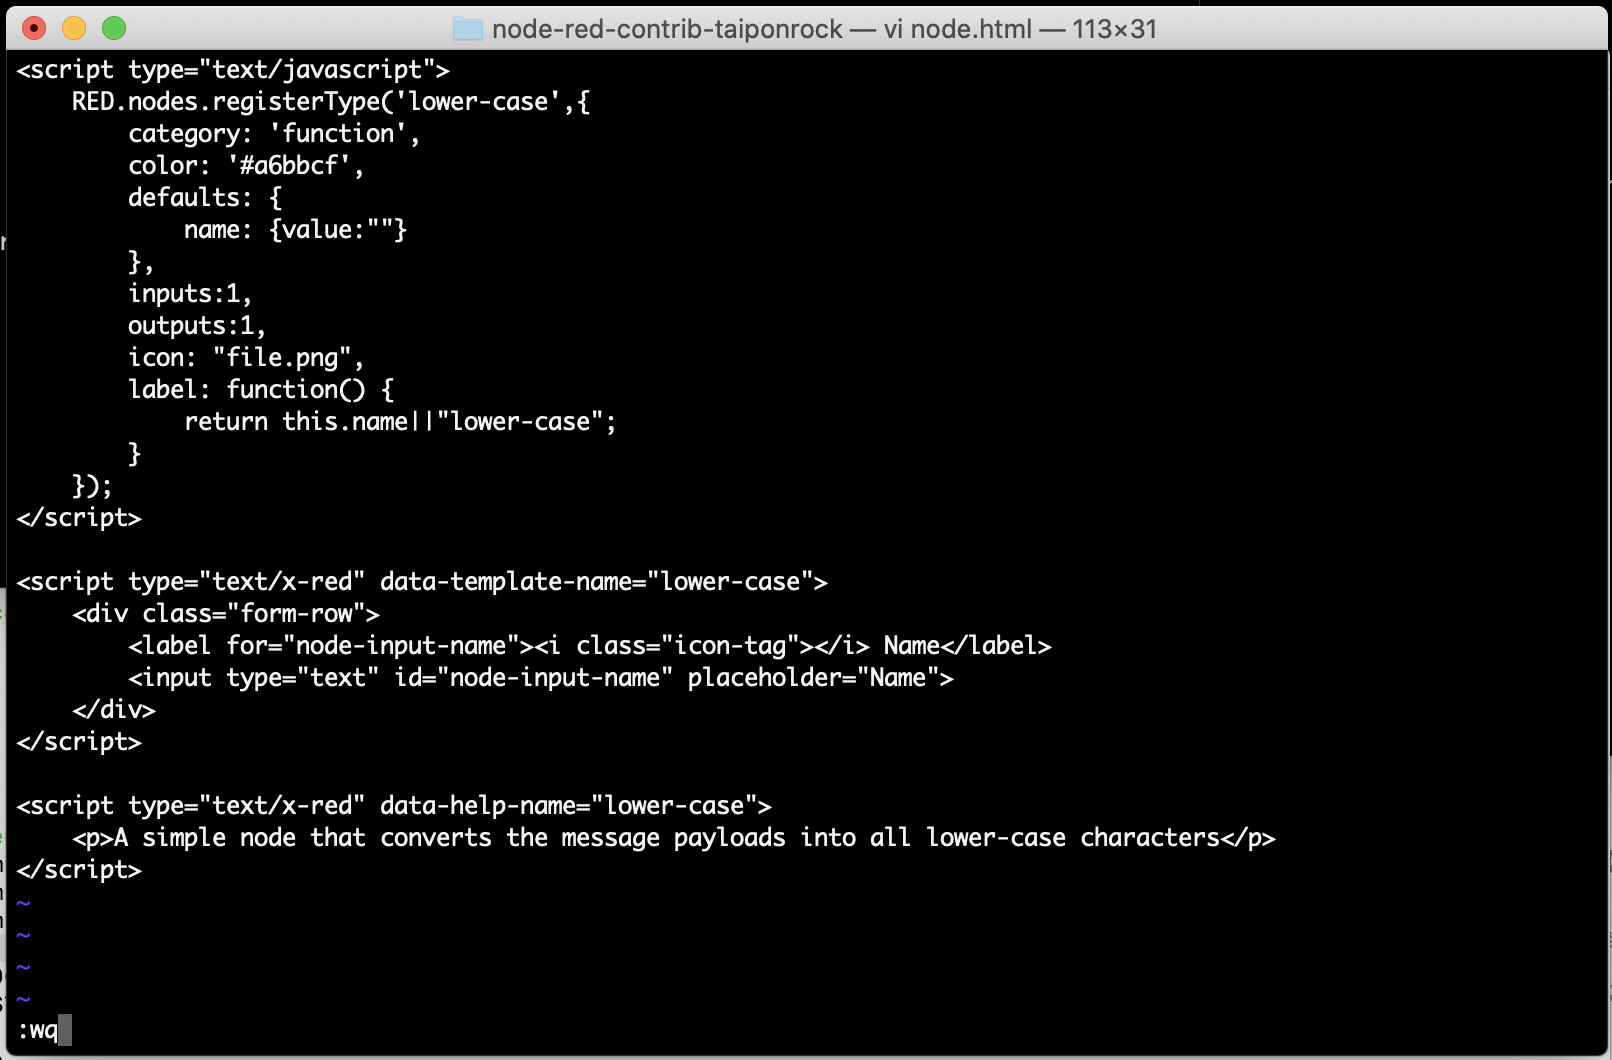 node-red-contrib-taiponrock — vi node.html — 113×31
<script type="text/javascript">
    RED.nodes.registerType('lower-case',{
        category: 'function',
        color: '#a6bbcf',
        defaults: {
            name: {value:""}
        },
        inputs:1,
        outputs:1,
        icon: "file.png",
        label: function() {
            return this.name||"lower-case";
        }
    });
</script>

<script type="text/x-red" data-template-name="lower-case">
    <div class="form-row">
        <label for="node-input-name"><i class="icon-tag"></i> Name</label>
        <input type="text" id="node-input-name" placeholder="Name">
    </div>
</script>

<script type="text/x-red" data-help-name="lower-case">
    <p>A simple node that converts the message payloads into all lower-case characters</p>
</script>
~
~
~
~
:wq